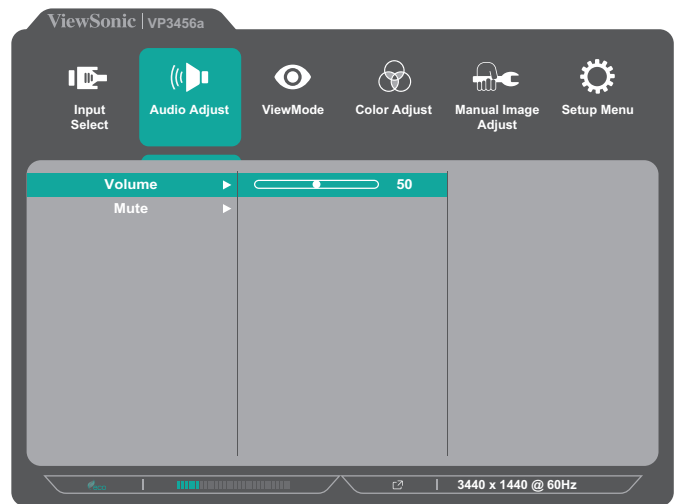 ViewSonic | VP3456a
Input Select
Audio Adjust
ViewMode
Color Adjust
Manual Image Adjust
Setup Menu
Volume
50
Mute
3440 x 1440 @ 60Hz